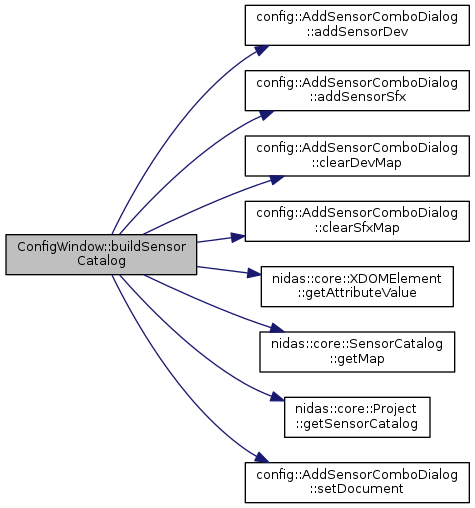 config::AddSensorComboDialog
::addSensorDev
config::AddSensorComboDialog
::addSensorSfx
config::AddSensorComboDialog
::clearDevMap
config::AddSensorComboDialog
::clearSfxMap
ConfigWindow::buildSensor
Catalog
nidas::core::XDOMElement
::getAttributeValue
nidas::core::SensorCatalog
::getMap
nidas::core::Project
::getSensorCatalog
config::AddSensorComboDialog
::setDocument